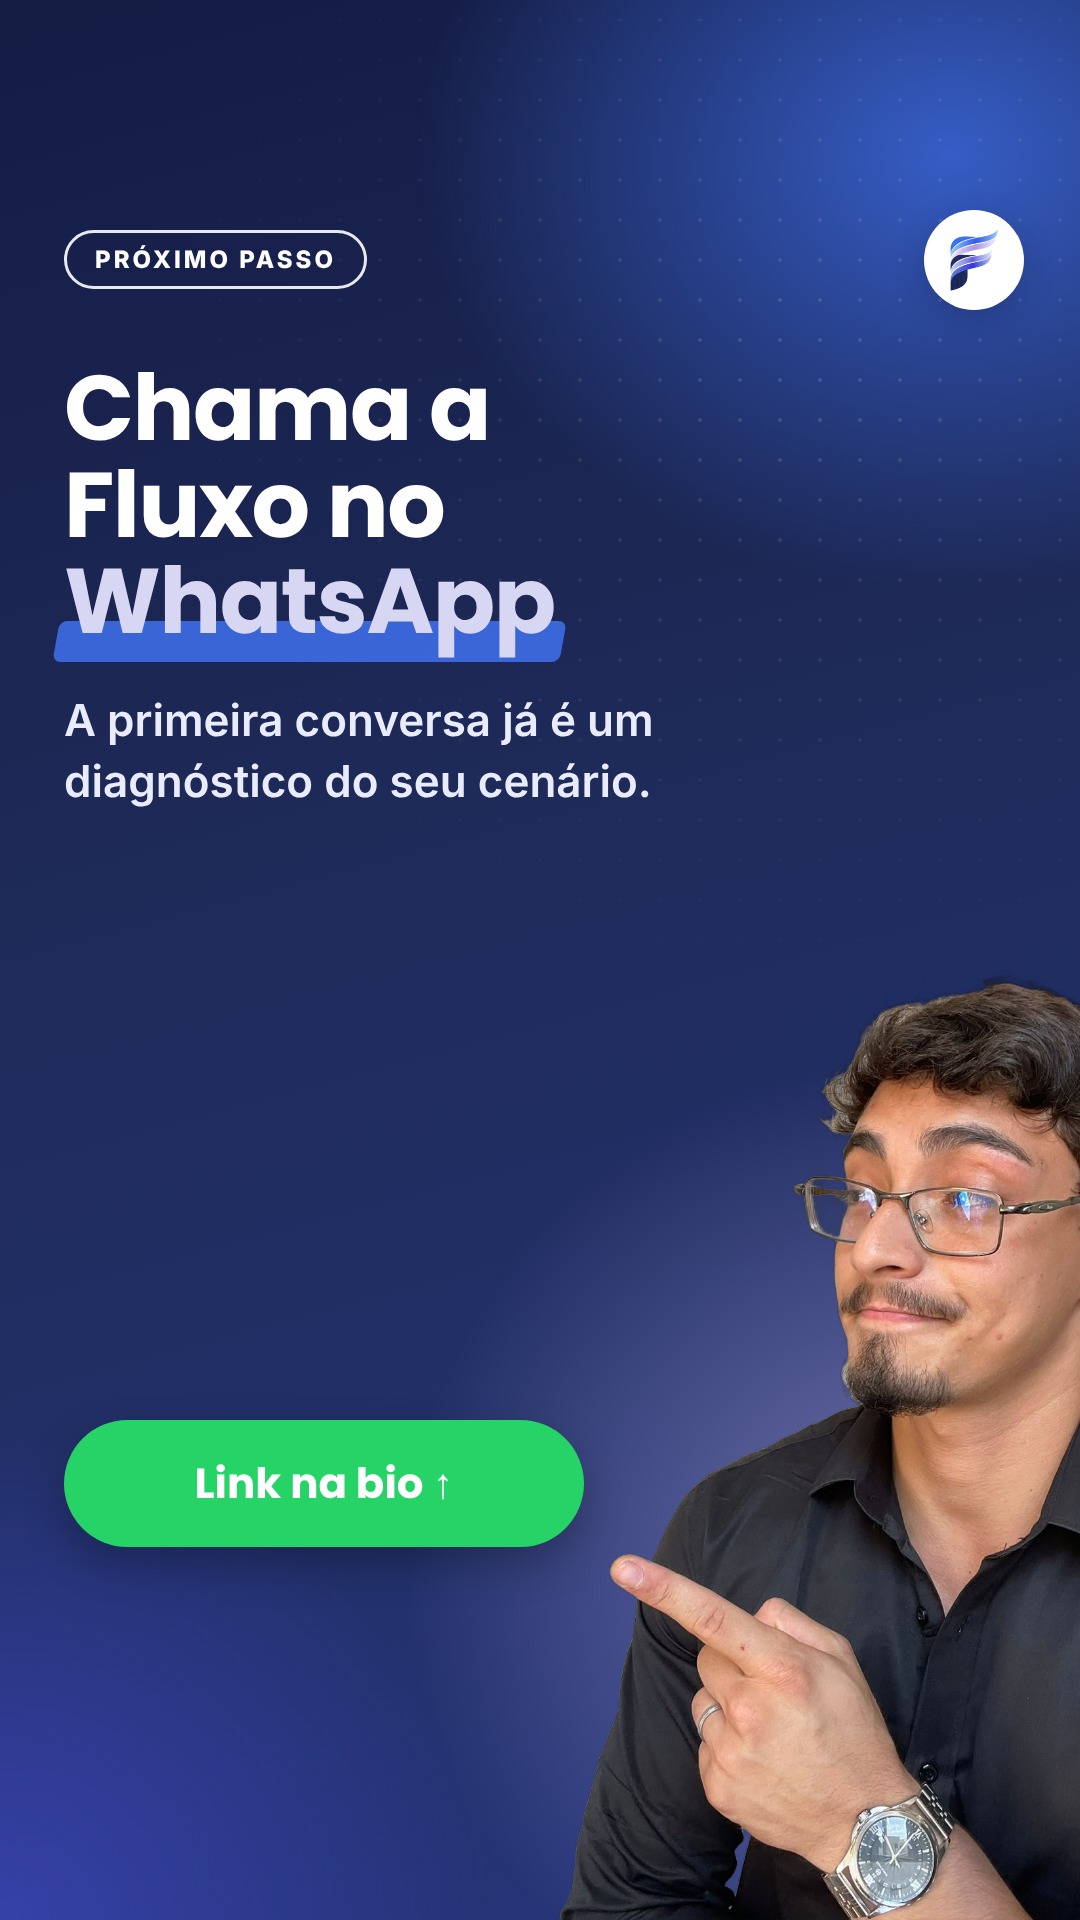 PRÓXIMO PASSO
Chama a
Fluxo no
WhatsApp
A primeira conversa já é um
diagnóstico do seu cenário.
Link na bio ↑